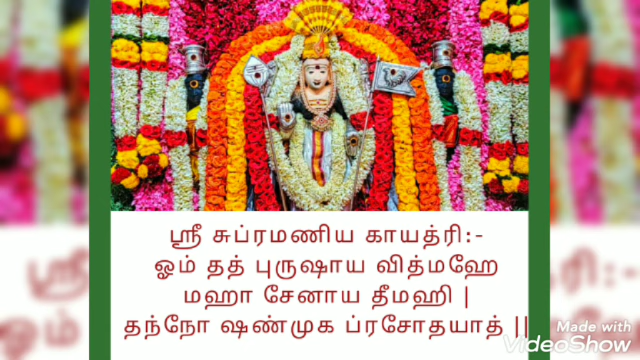 ஸ்ரீ சுப்ரமணிய காயத்ரி:-
ஓம் தத் புருஷாய வித்மஹே
மஹா சேனாய தீமஹி |
தந்நோ ஷண்முக ப்ரசோதயாத் ||
Made with
VideoShow